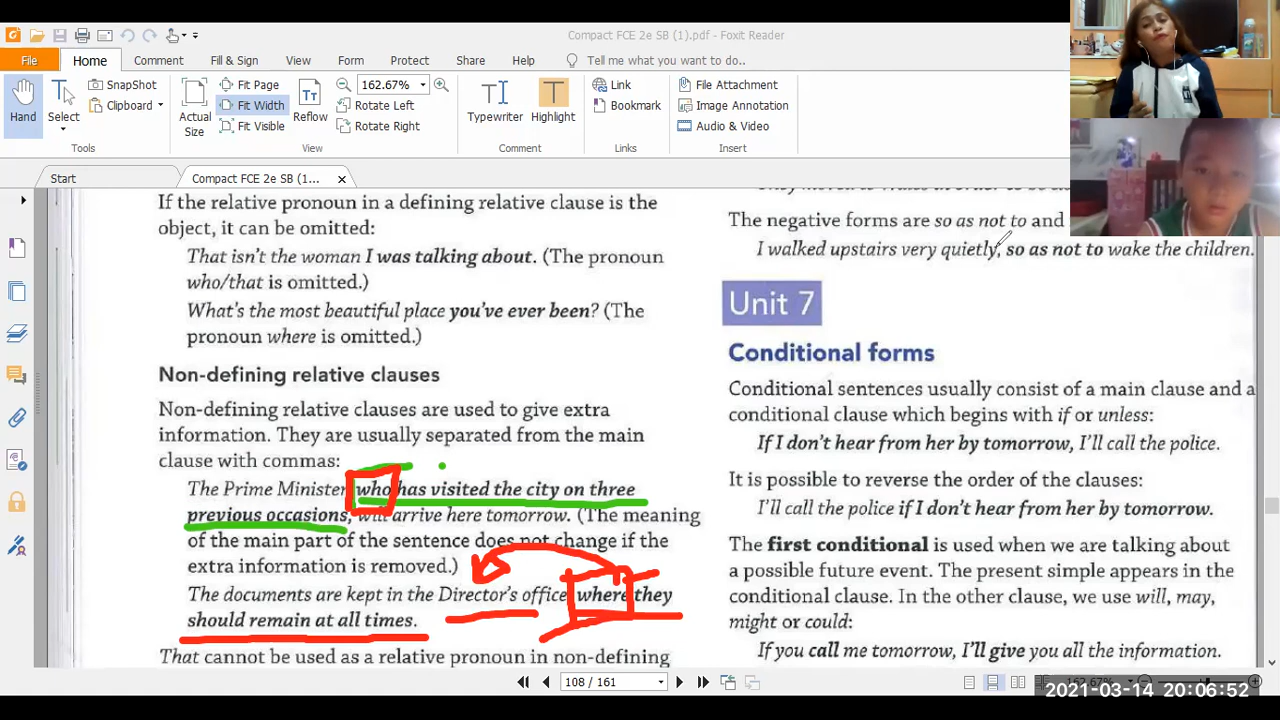 Compact FCE 2e SB (1).pdf - Foxit Reader
File
Home
Comment
Fill & Sign
View
Form
Protect
Share
Help
Tell me what you want to do..
Hand
Select
SnapShot
Clipboard
Tools
Actual
Size
Fit Page
Fit Width
Fit Visible
Reflow
162.67%
Rotate Left
Rotate Right
View
Typewriter
Highlight
Comment
Link
Bookmark
Links
File Attachment
Image Annotation
Audio & Video
Insert
Start
Compact FCE 2e SB (1...
If the relative pronoun in a defining relative clause is the
object, it can be omitted:
That isn't the woman I was talking about. (The pronoun
who/that is omitted.)
What's the most beautiful place you've ever been? (The
pronoun where is omitted.)
Non-defining relative clauses
Non-defining relative clauses are used to give extra
information. They are usually separated from the main
clause with commas:
The Prime Minister who has visited the city on three
previous occasions, will arrive here tomorrow. (The meaning
of the main part of the sentence does not change if the
extra information is removed.)
The documents are kept in the Director's office where they
should remain at all times.
That cannot be used as a relative pronoun in non-defining
The negative forms are so as not to and
I walked upstairs very quietly, so as not to wake the children.
Unit 7
Conditional forms
Conditional sentences usually consist of a main clause and a
conditional clause which begins with if or unless:
If I don't hear from her by tomorrow, I'll call the police.
It is possible to reverse the order of the clauses:
I'll call the police if I don't hear from her by tomorrow.
The first conditional is used when we are talking about
a possible future event. The present simple appears in the
conditional clause. In the other clause, we use will, may,
might or could:
If you call me tomorrow, I'll give you all the information.
108 / 161
2021-03-14 20:06:52